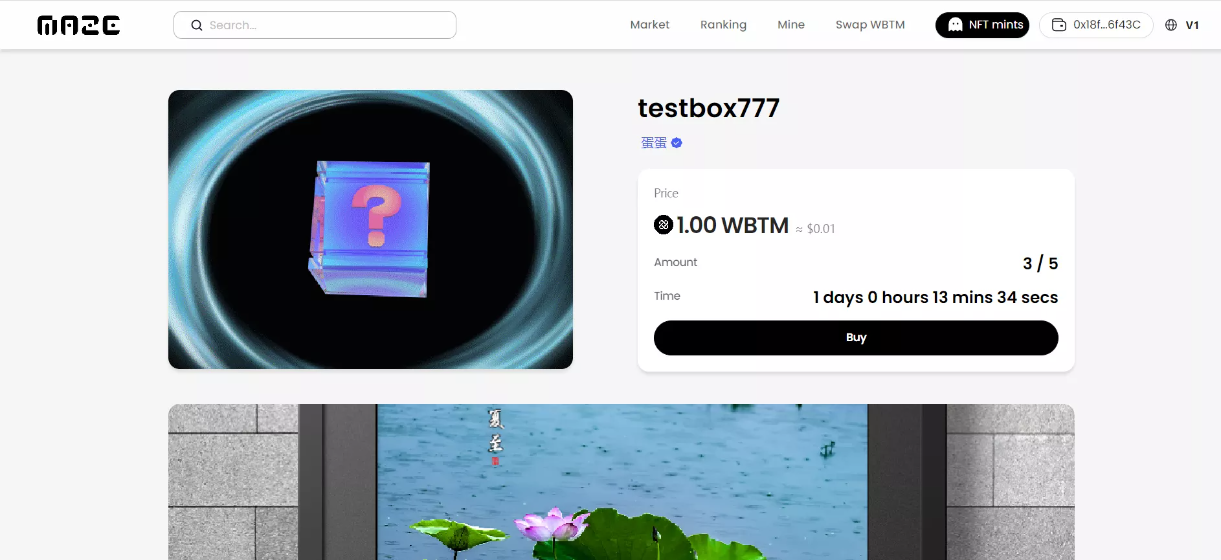 MAZE
Search...
Market
Ranking
Mine
Swap WBTM
NFT mints
0x18f...6f43C
V1
?
testbox777
蛋蛋
Price
1.00 WBTM ≈ $0.01
Amount
3 / 5
Time
1 days 0 hours 13 mins 34 secs
Buy
夏
至